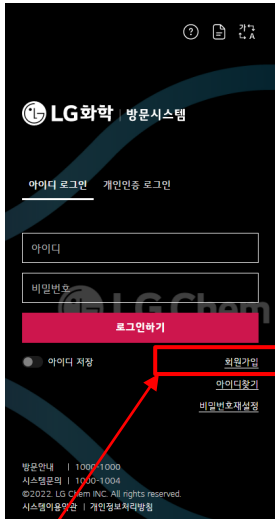 가 A
LG화학 | 방문시스템
아이디 로그인 개인인증 로그인
아이디
비밀번호
LG Chem
로그인하기
아이디 저장 회원가입
아이디찾기
비밀번호재설정
방문안내 | 1000-1000
시스템문의 | 1000-1004
©2022. LG Chem INC. All rights reserved.
시스템이용약관 | 개인정보처리방침